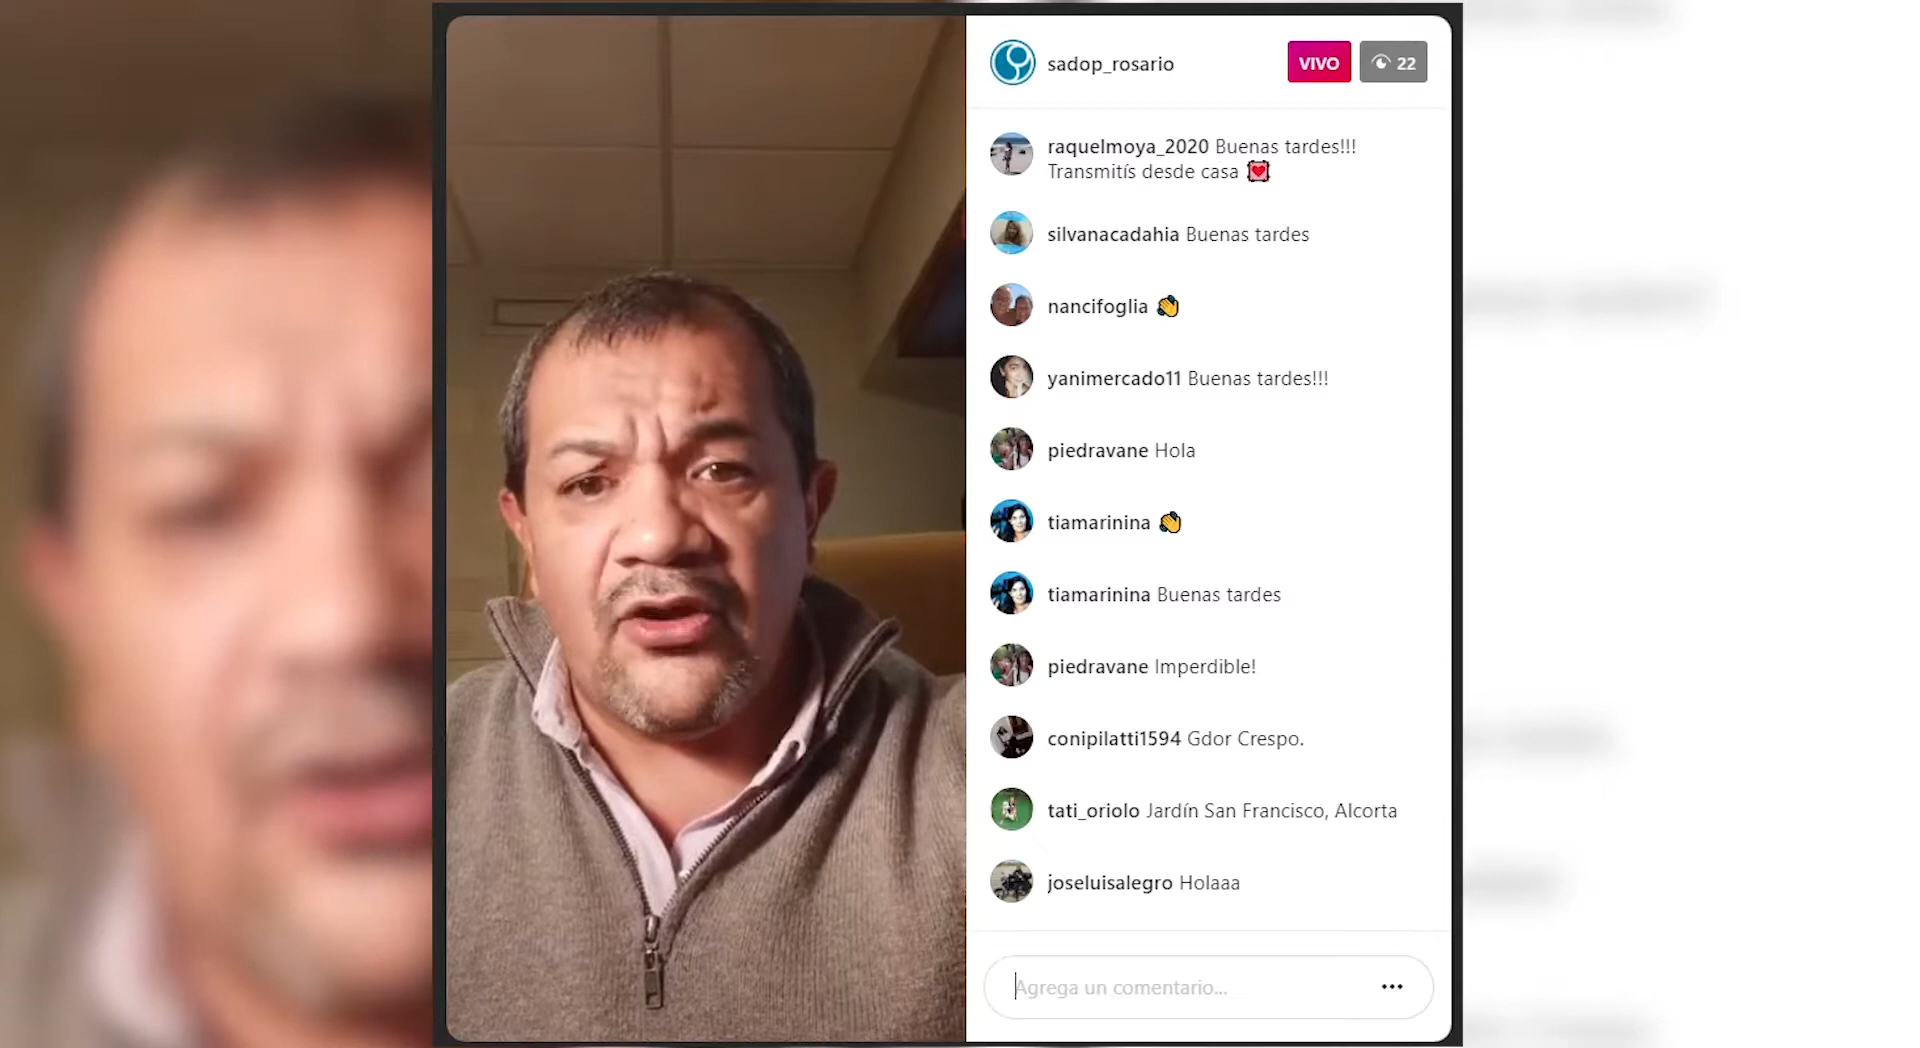 sadop_rosario
VIVO
22
raquelmoya_2020 Buenas tardes!!!
Transmitís desde casa 💟
silvanacadahia Buenas tardes
nancifoglia 👏
yanimercado11 Buenas tardes!!!
piedravane Hola
tiamarinina 👏
tiamarinina Buenas tardes
piedravane Imperdible!
conipilatti1594 Gdor Crespo.
tati_oriolo Jardín San Francisco, Alcorta
joseluisalegro Holaaa
Agrega un comentario...